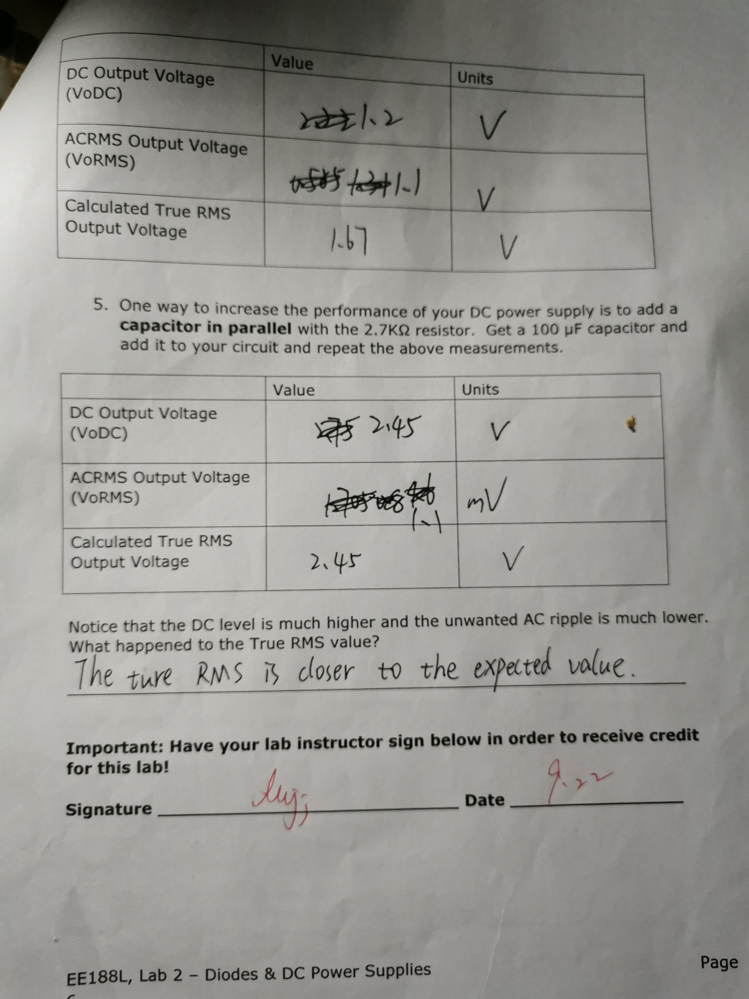 Value
Units
DC Output Voltage
(VoDC)
1.2
V
ACRMS Output Voltage
(VoRMS)
1.1
V
Calculated True RMS
Output Voltage
1.67
V
5. One way to increase the performance of your DC power supply is to add a
capacitor in parallel with the 2.7KΩ resistor. Get a 100 µF capacitor and
add it to your circuit and repeat the above measurements.
Value
Units
DC Output Voltage
(VoDC)
2.45
V
ACRMS Output Voltage
(VoRMS)
1.1
mV
Calculated True RMS
Output Voltage
2.45
V
Notice that the DC level is much higher and the unwanted AC ripple is much lower.
What happened to the True RMS value?
The ture RMS is closer to the expected value.
Important: Have your lab instructor sign below in order to receive credit
for this lab!
Signature
Date 9.22
EE188L, Lab 2 – Diodes & DC Power Supplies
Page